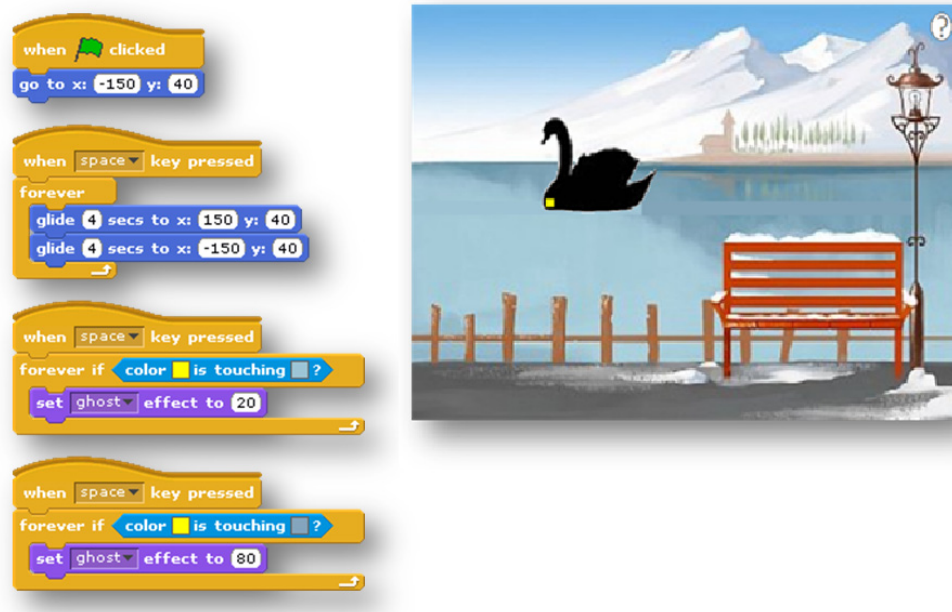 when clicked
go to x: -150 y: 40
when space key pressed
forever
glide 4 secs to x: 150 y: 40
glide 4 secs to x: -150 y: 40
when space key pressed
forever if color is touching ?
set ghost effect to 20
when space key pressed
forever if color is touching ?
set ghost effect to 80
?